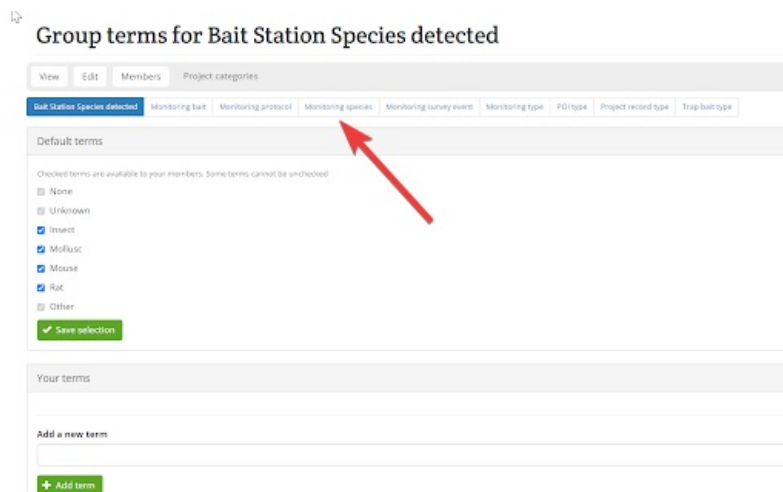 Group terms for Bait Station Species detected
View Edit Members Project categories
Bait Station Species detected Monitoring bait Monitoring protocol Monitoring species Monitoring survey event Monitoring type POI type Project record type Trap bait type
Default terms
Checked terms are available to your members. Some terms cannot be unchecked
None
Unknown
Insect
Mollusc
Mouse
Rat
Other
Save selection
Your terms
Add a new term
Add term